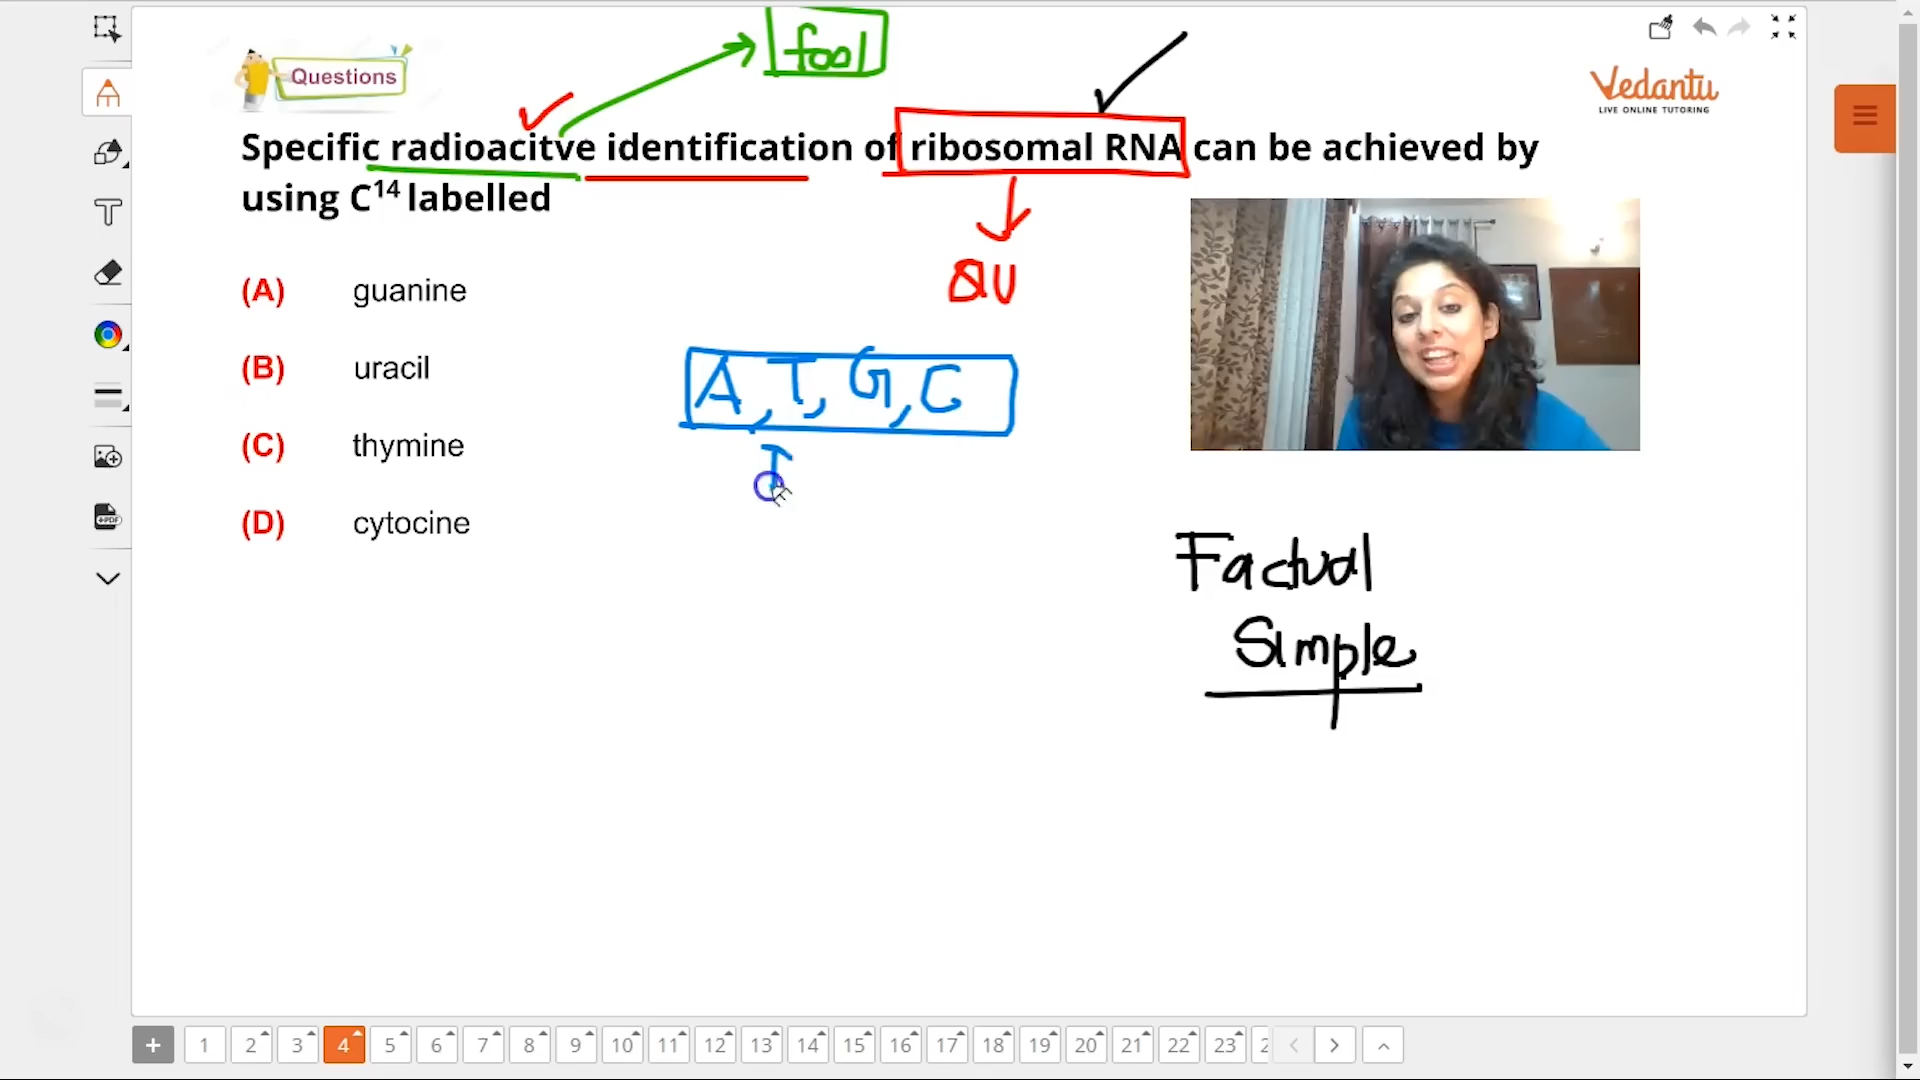 fool
Questions
Vedantu
LIVE ONLINE TUTORING
Specific radioacitve identification of ribosomal RNA can be achieved by
using C14 labelled
(A) guanine
(B) uracil
(C) thymine
(D) cytocine
A, T, G, C
Factual
Simple
T
PDF
+ 1 2 3 4 5 6 7 8 9 10 11 12 13 14 15 16 17 18 19 20 21 22 23